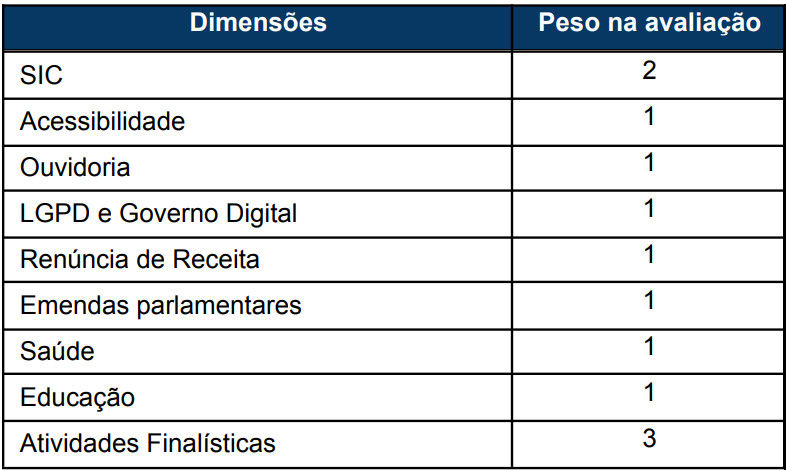 Dimensões Peso na avaliação
SIC 2
Acessibilidade 1
Ouvidoria 1
LGPD e Governo Digital 1
Renúncia de Receita 1
Emendas parlamentares 1
Saúde 1
Educação 1
Atividades Finalísticas 3